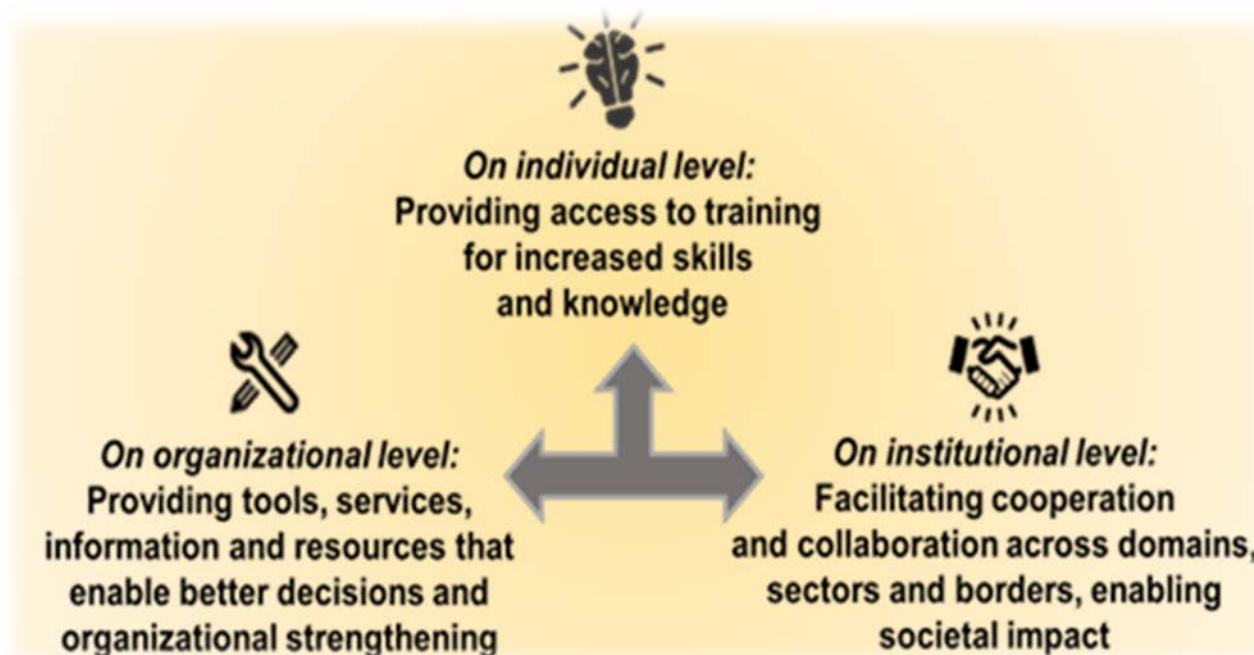 On individual level:
Providing access to training
for increased skills
and knowledge
On organizational level:
Providing tools, services,
information and resources that
enable better decisions and
organizational strengthening
On institutional level:
Facilitating cooperation
and collaboration across domains,
sectors and borders, enabling
societal impact